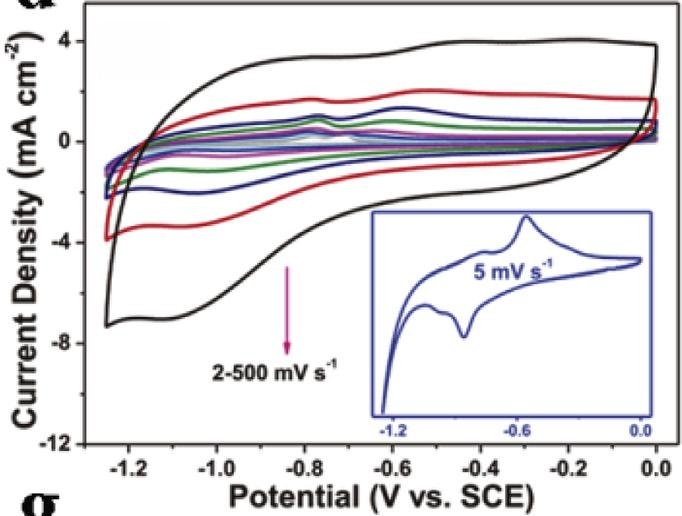 d
Current Density (mA cm⁻²)
4
0
-4
-8
-12
2-500 mV s⁻¹
5 mV s⁻¹
-1.2 -0.6 0.0
-1.2 -1.0 -0.8 -0.6 -0.4 -0.2 0.0
Potential (V vs. SCE)
g